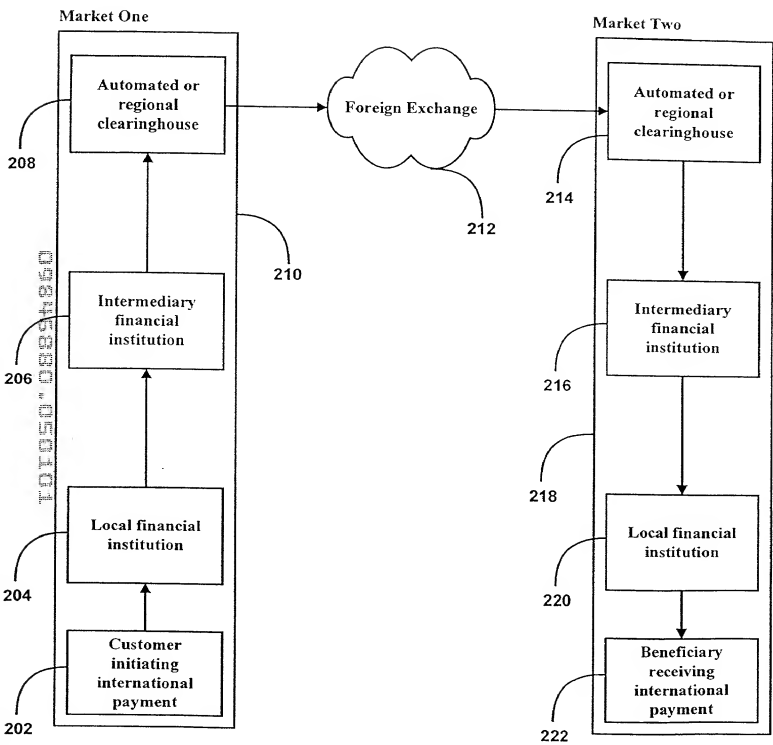 Market One
Automated or
regional
clearinghouse
208
210
Intermediary
financial
institution
206
Local financial
institution
204
Customer
initiating
international
payment
202
09845880.050101
Foreign Exchange
212
Market Two
Automated or
regional
clearinghouse
214
Intermediary
financial
institution
216
218
Local financial
institution
220
Beneficiary
receiving
international
payment
222